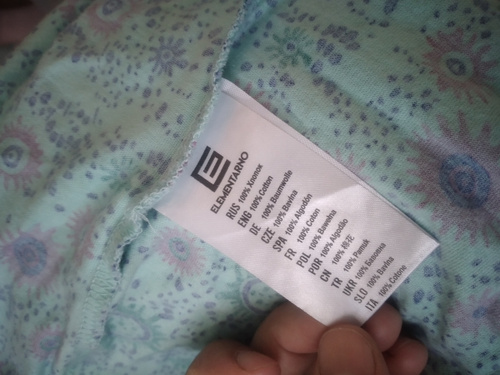 ELEMENTARNO
RUS 100% Хлопок
ENG 100% Cotton
DE 100% Baumwolle
CZE 100% Bavlna
SPA 100% Algodón
FR 100% Coton
POL 100% Bawełna
POR 100% Algodão
CN 100% 棉花
TR 100% Pamuk
UKR 100% Бавовна
SLO 100% Bavlna
ITA 100% Cotone